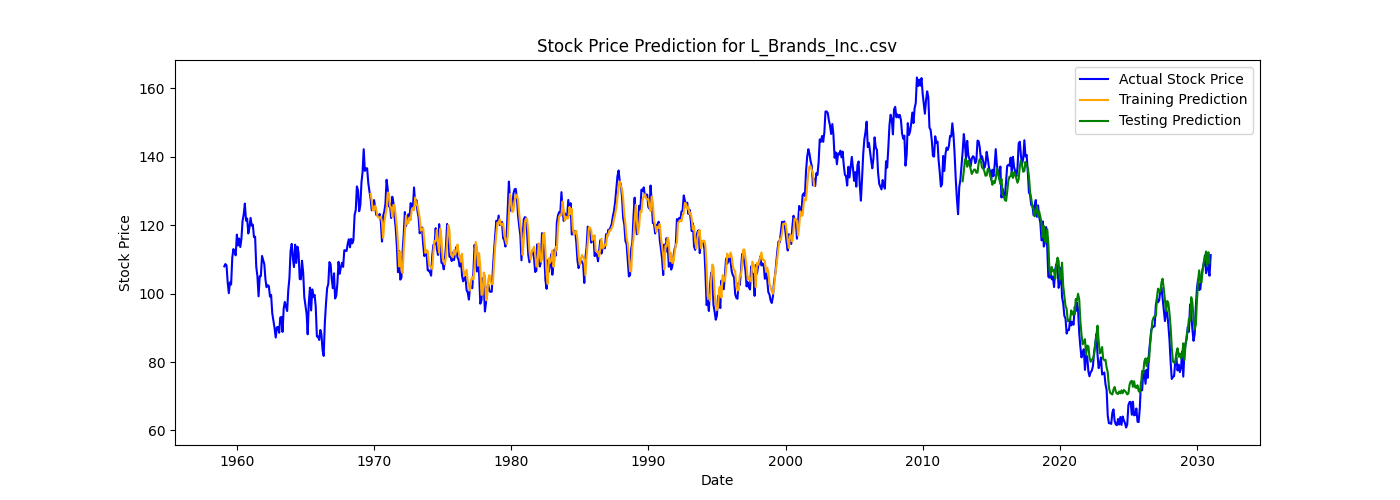 Stock Price Prediction for L_Brands_Inc..csv
Actual Stock Price
Training Prediction
Testing Prediction
Stock Price
160
140
120
100
80
60
1960
1970
1980
1990
2000
2010
2020
2030
Date